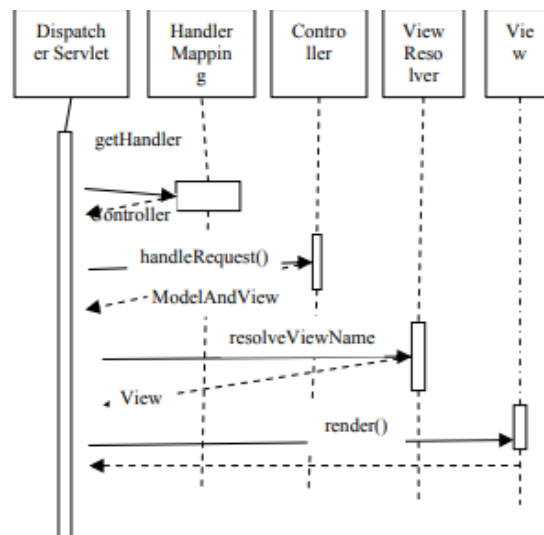 Dispatch
er Servlet
Handler
Mappin
g
Contro
ller
View
Reso
lver
Vie
w
getHandler
Controller
handleRequest()
ModelAndView
resolveViewName
View
render()